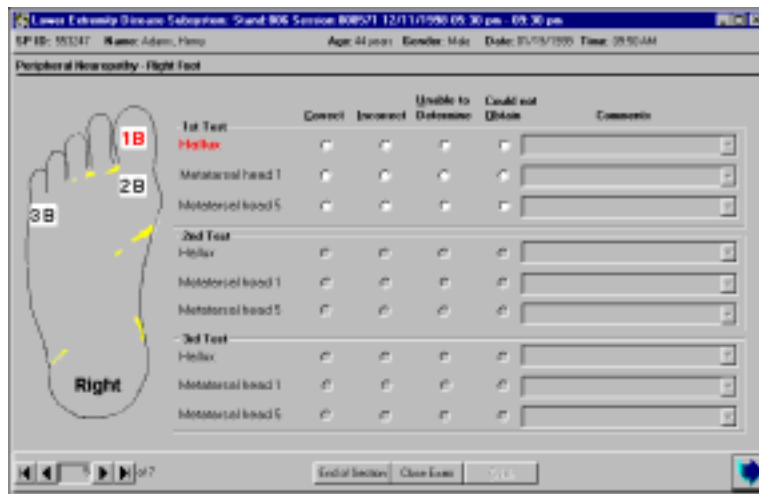 Lower Extremity Disease Subsystem: Stand: 006 Session 000571 12/11/1998 05:30 pm - 09:30 pm
SP ID: 593247 Name: Adams, Henry Age: 44 years Gender: Male Date: 01/19/1999 Time: 09:50 AM
Peripheral Neuropathy - Right Foot
Correct Incorrect Unable to Determine Could not Obtain Comments
1st Test
Hallux
Metatarsal head 1
Metatarsal head 5
2nd Test
Hallux
Metatarsal head 1
Metatarsal head 5
3rd Test
Hallux
Metatarsal head 1
Metatarsal head 5
1B
2B
3B
Right
of 7
End of Section Close Exam